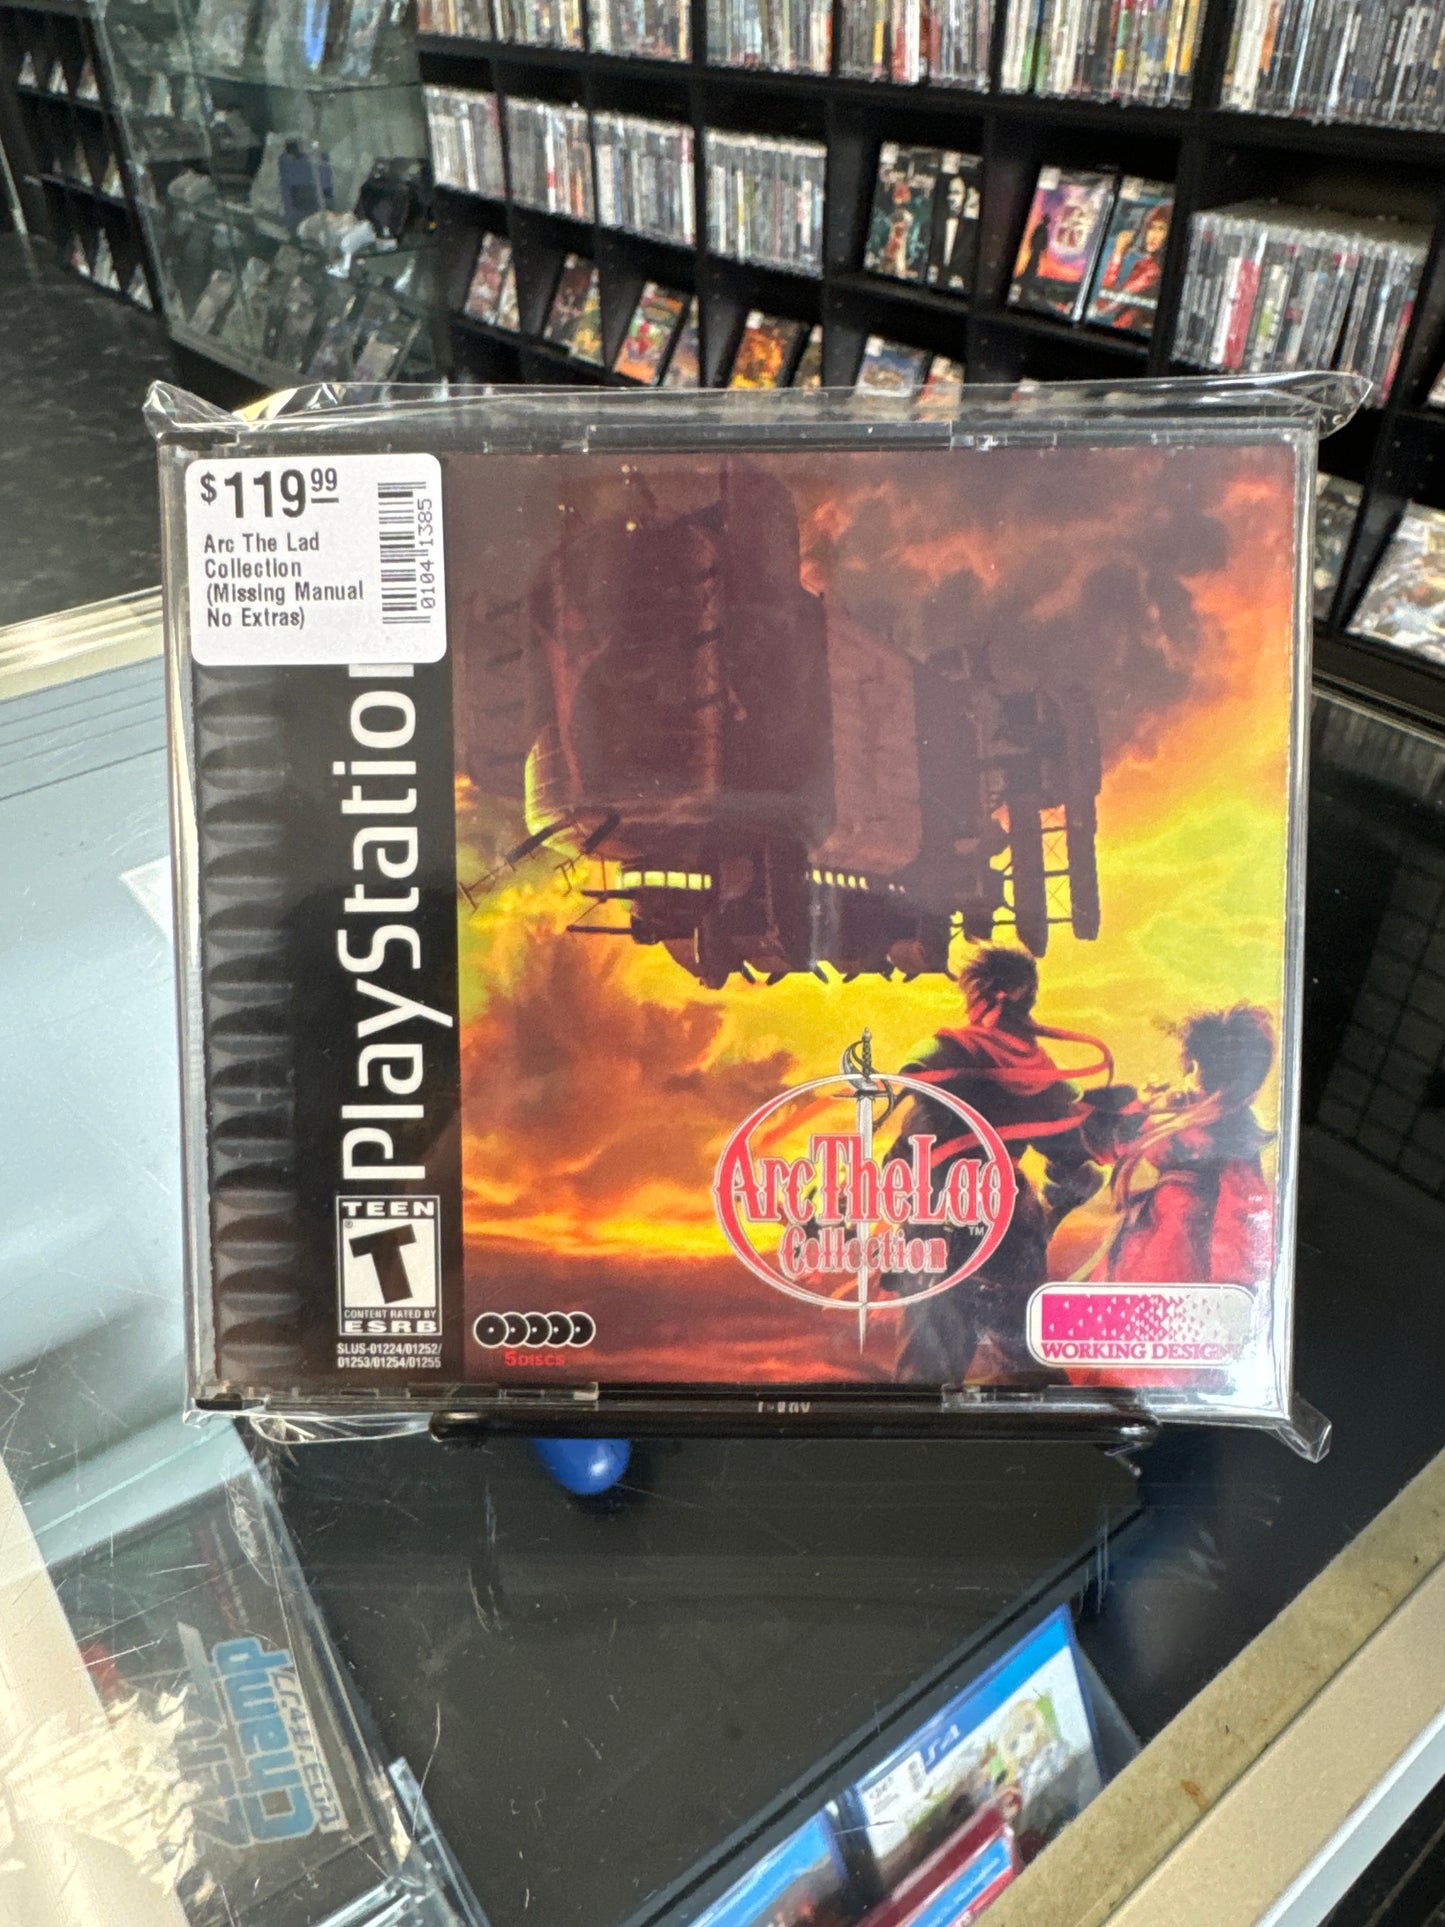 $119.99
Arc The Lad
Collection
(Missing Manual
No Extras)
0104 1385
PlayStation
TEEN
T
CONTENT RATED BY
ESRB
SLUS-01224/01252/
01253/01254/01255
5 DISCS
ArcTheLad
TM
Collection
WORKING DESIGNS
Champ
PS4